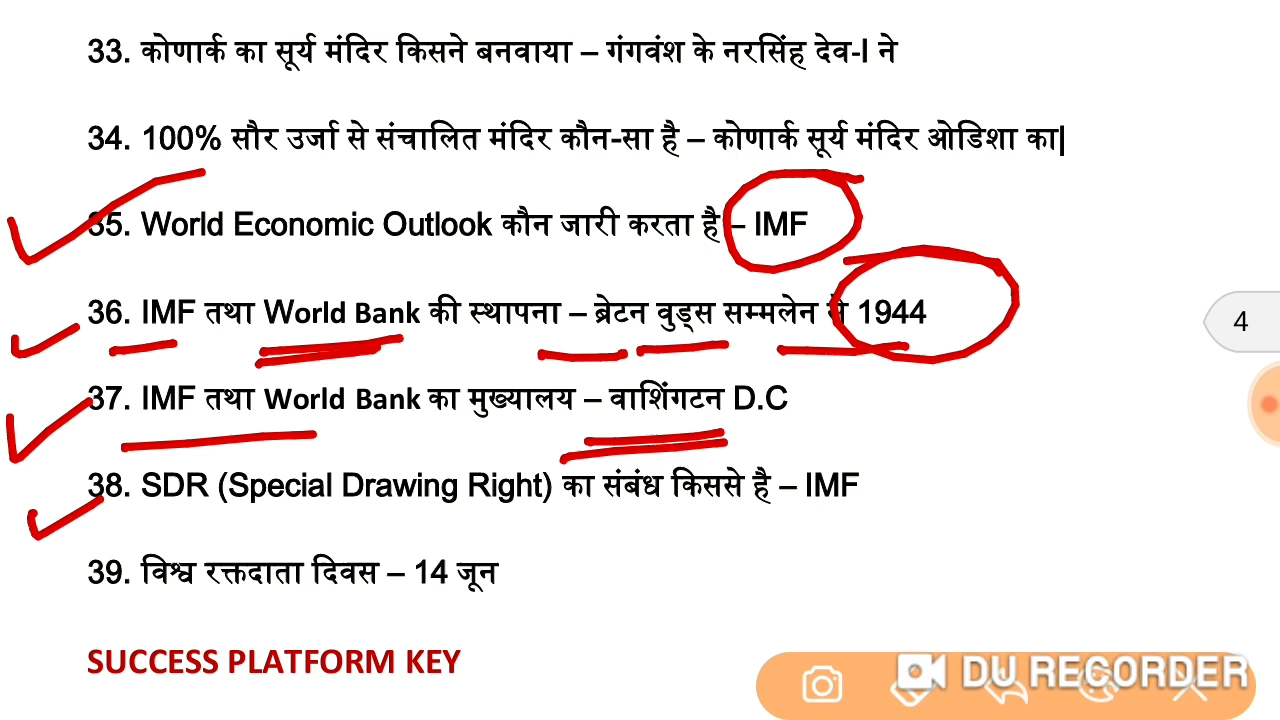 33. कोणार्क का सूर्य मंदिर किसने बनवाया – गंगवंश के नरसिंह देव-I ने
34. 100% सौर उर्जा से संचालित मंदिर कौन-सा है – कोणार्क सूर्य मंदिर ओडिशा का|
35. World Economic Outlook कौन जारी करता है – IMF
36. IMF तथा World Bank की स्थापना – ब्रेटन वुड्स सम्मलेन से 1944
37. IMF तथा World Bank का मुख्यालय – वाशिंगटन D.C
4
38. SDR (Special Drawing Right) का संबंध किससे है – IMF
39. विश्व रक्तदाता दिवस – 14 जून
SUCCESS PLATFORM KEY
DU RECORDER